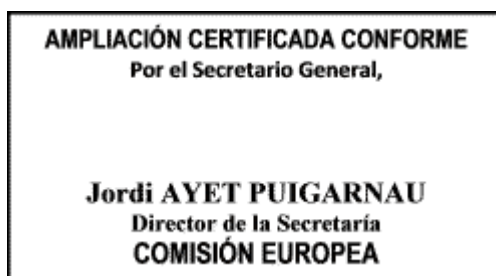 AMPLIACIÓN CERTIFICADA CONFORME
Por el Secretario General,
Jordi AYET PUIGARNAU
Director de la Secretaría
COMISIÓN EUROPEA